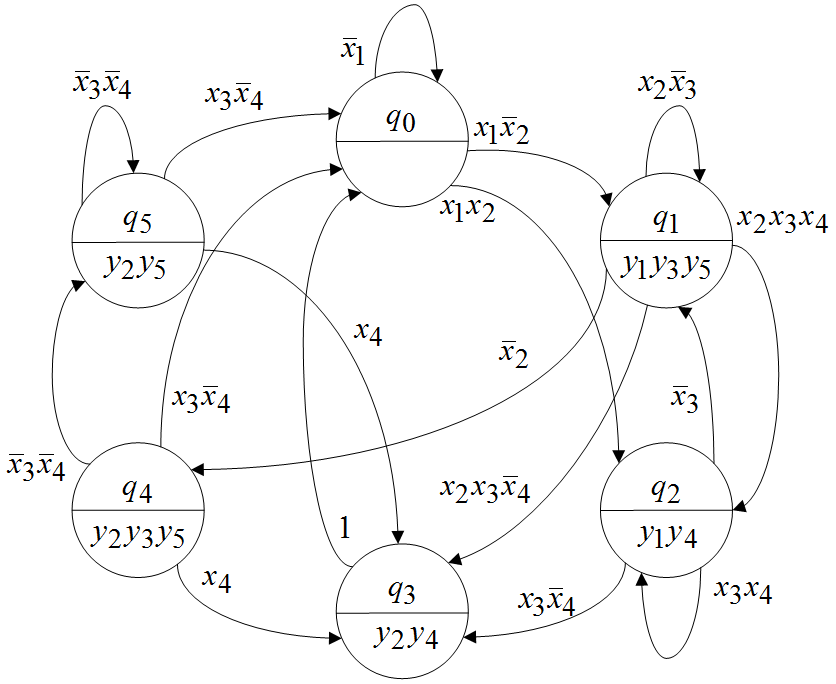 x̅₁
x̅₃x̅₄
x₃x̅₄
q₀
x₁x̅₂
x₂x̅₃
x₁x₂
q₅
y₂y₅
q₁
y₁y₃y₅
x₂x₃x₄
x₄
x̅₂
x₃x̅₄
x̅₃
x̅₃x̅₄
q₄
y₂y₃y₅
x₂x₃x̅₄
q₂
y₁y₄
1
x₄
q₃
y₂y₄
x₃x̅₄
x₃x₄